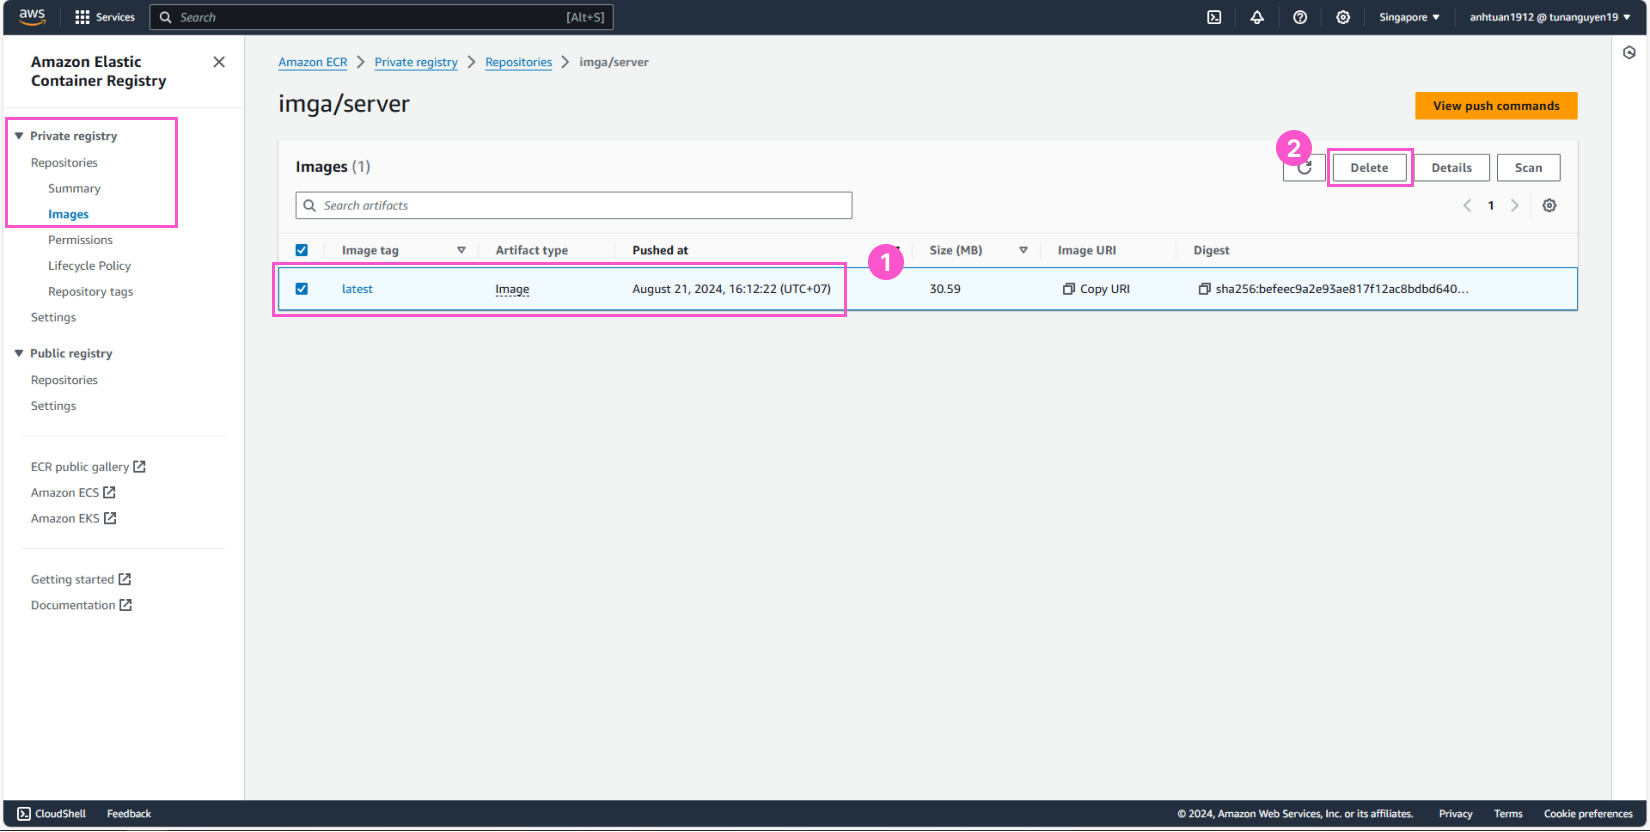 aws
Services
Search
[Alt+S]
Singapore
anhtuan1912 @ tunanguyen19
Amazon Elastic
Container Registry
Private registry
Repositories
Summary
Images
Permissions
Lifecycle Policy
Repository tags
Settings
Public registry
Repositories
Settings
ECR public gallery
Amazon ECS
Amazon EKS
Getting started
Documentation
Amazon ECR
Private registry
Repositories
imga/server
imga/server
View push commands
Images (1)
2
Delete
Details
Scan
Search artifacts
1
Image tag
Artifact type
Pushed at
1
Size (MB)
Image URI
Digest
latest
Image
August 21, 2024, 16:12:22 (UTC+07)
30.59
Copy URI
sha256:befeec9a2e93ae817f12ac8bdbd640...
CloudShell
Feedback
© 2024, Amazon Web Services, Inc. or its affiliates.
Privacy
Terms
Cookie preferences